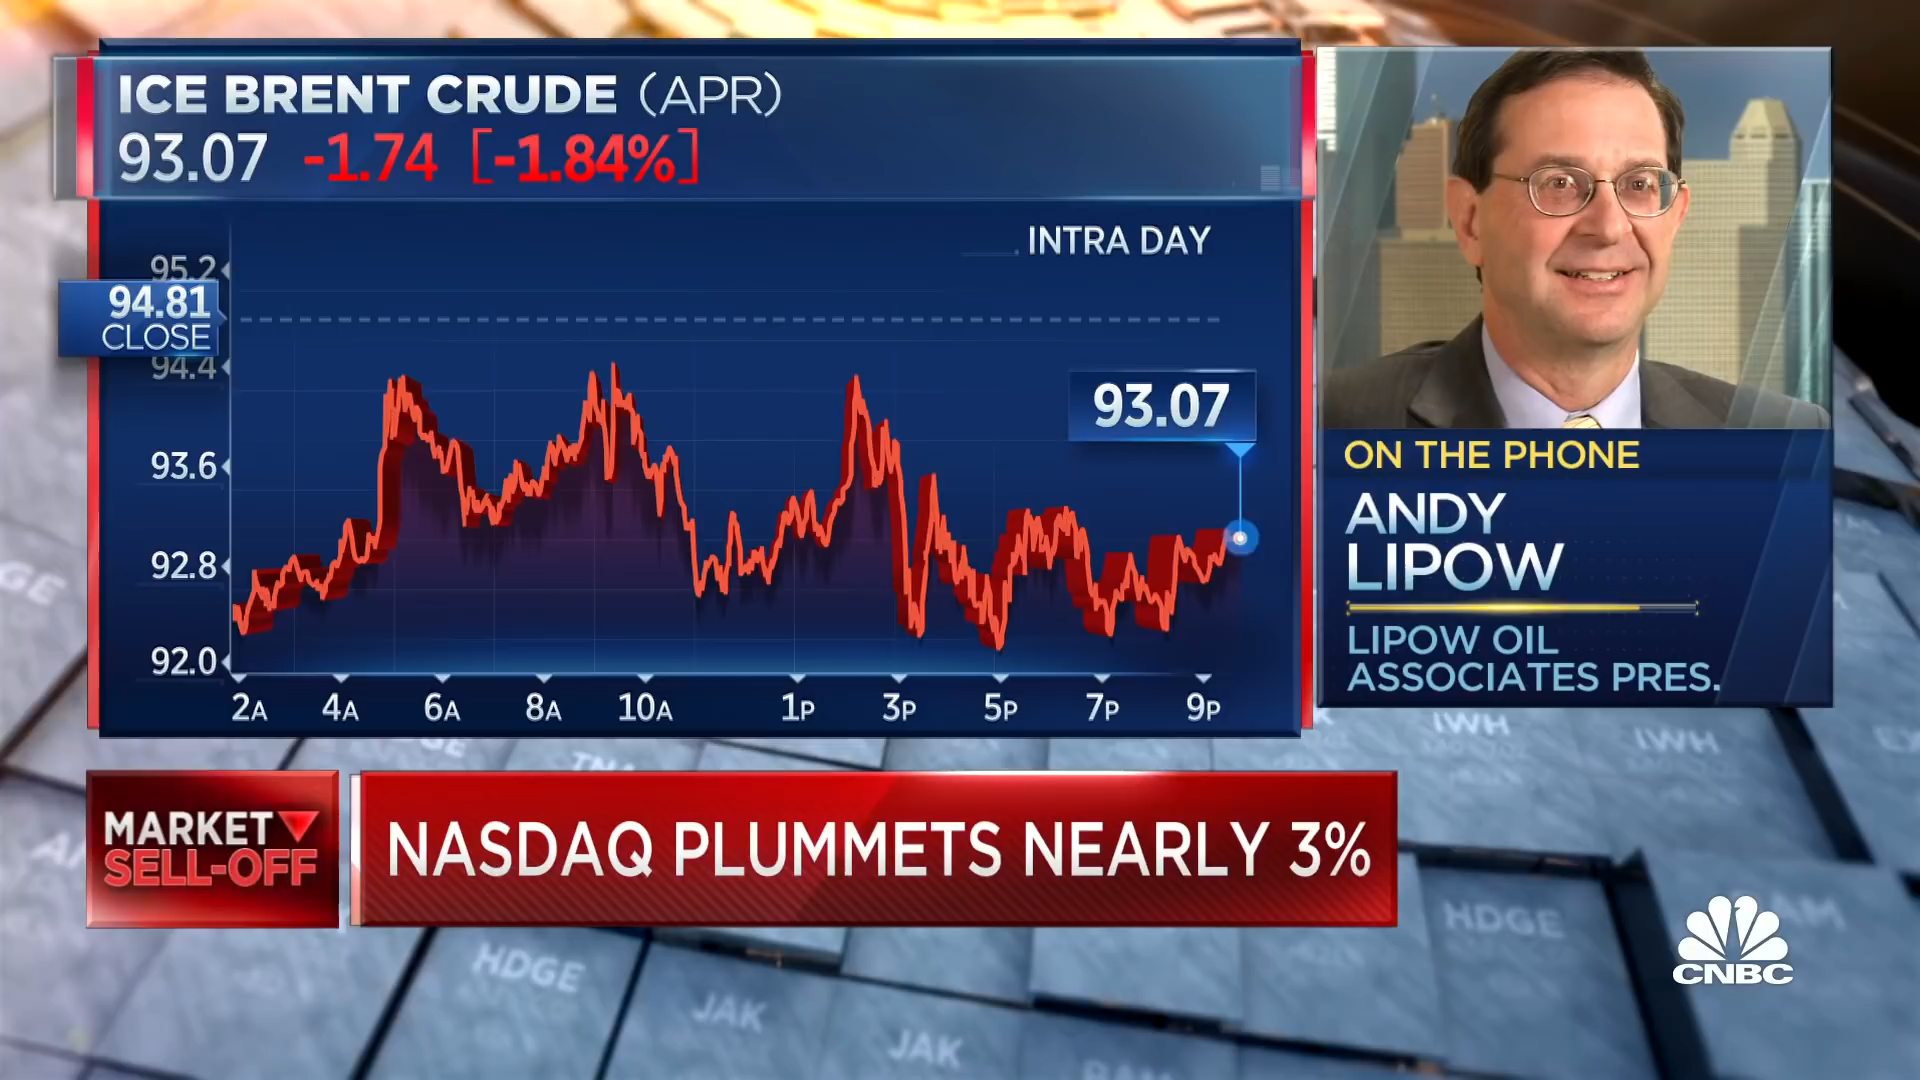 ICE BRENT CRUDE (APR)
93.07 -1.74 [-1.84%]
INTRA DAY
95.2
94.81
CLOSE
94.4
93.07
93.6
92.8
92.0
2A 4A 6A 8A 10A 1P 3P 5P 7P 9P
ON THE PHONE
ANDY
LIPOW
LIPOW OIL
ASSOCIATES PRES.
MARKET
SELL-OFF
NASDAQ PLUMMETS NEARLY 3%
CNBC
IWH
IWH
HDGE
HDGE
JAK
JAK